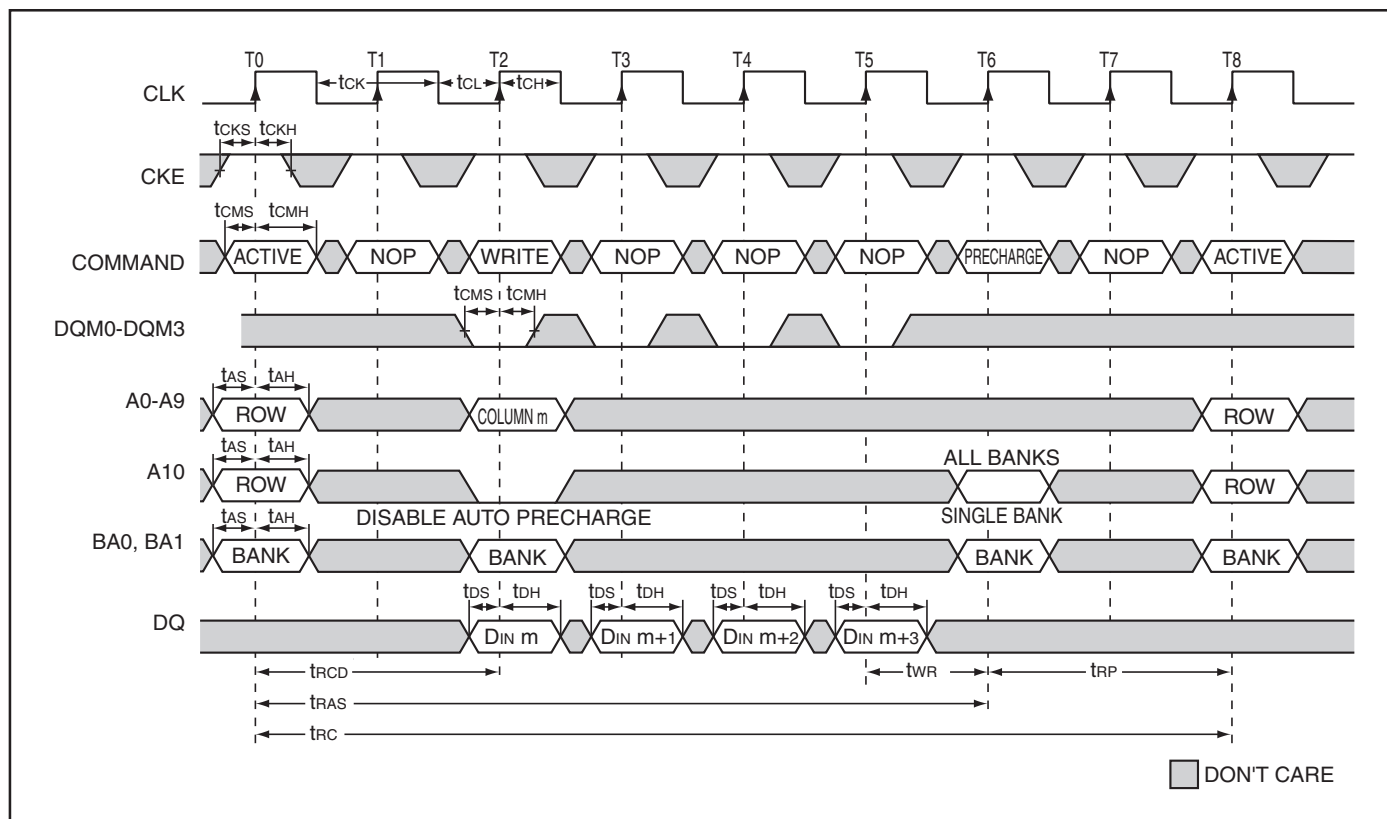 T0 T1 T2 T3 T4 T5 T6 T7 T8
CLK tCK tCL tCH
tCKS tCKH
CKE
tCMS tCMH
COMMAND ACTIVE NOP WRITE NOP NOP NOP PRECHARGE NOP ACTIVE
tCMS tCMH
DQM0-DQM3
tAS tAH
A0-A9 ROW COLUMN m ROW
tAS tAH ALL BANKS
A10 ROW ROW
tAS tAH DISABLE AUTO PRECHARGE SINGLE BANK
BA0, BA1 BANK BANK BANK BANK
tDS tDH tDS tDH tDS tDH tDS tDH
DQ DIN m DIN m+1 DIN m+2 DIN m+3
tRCD tWR tRP
tRAS
tRC
DON'T CARE